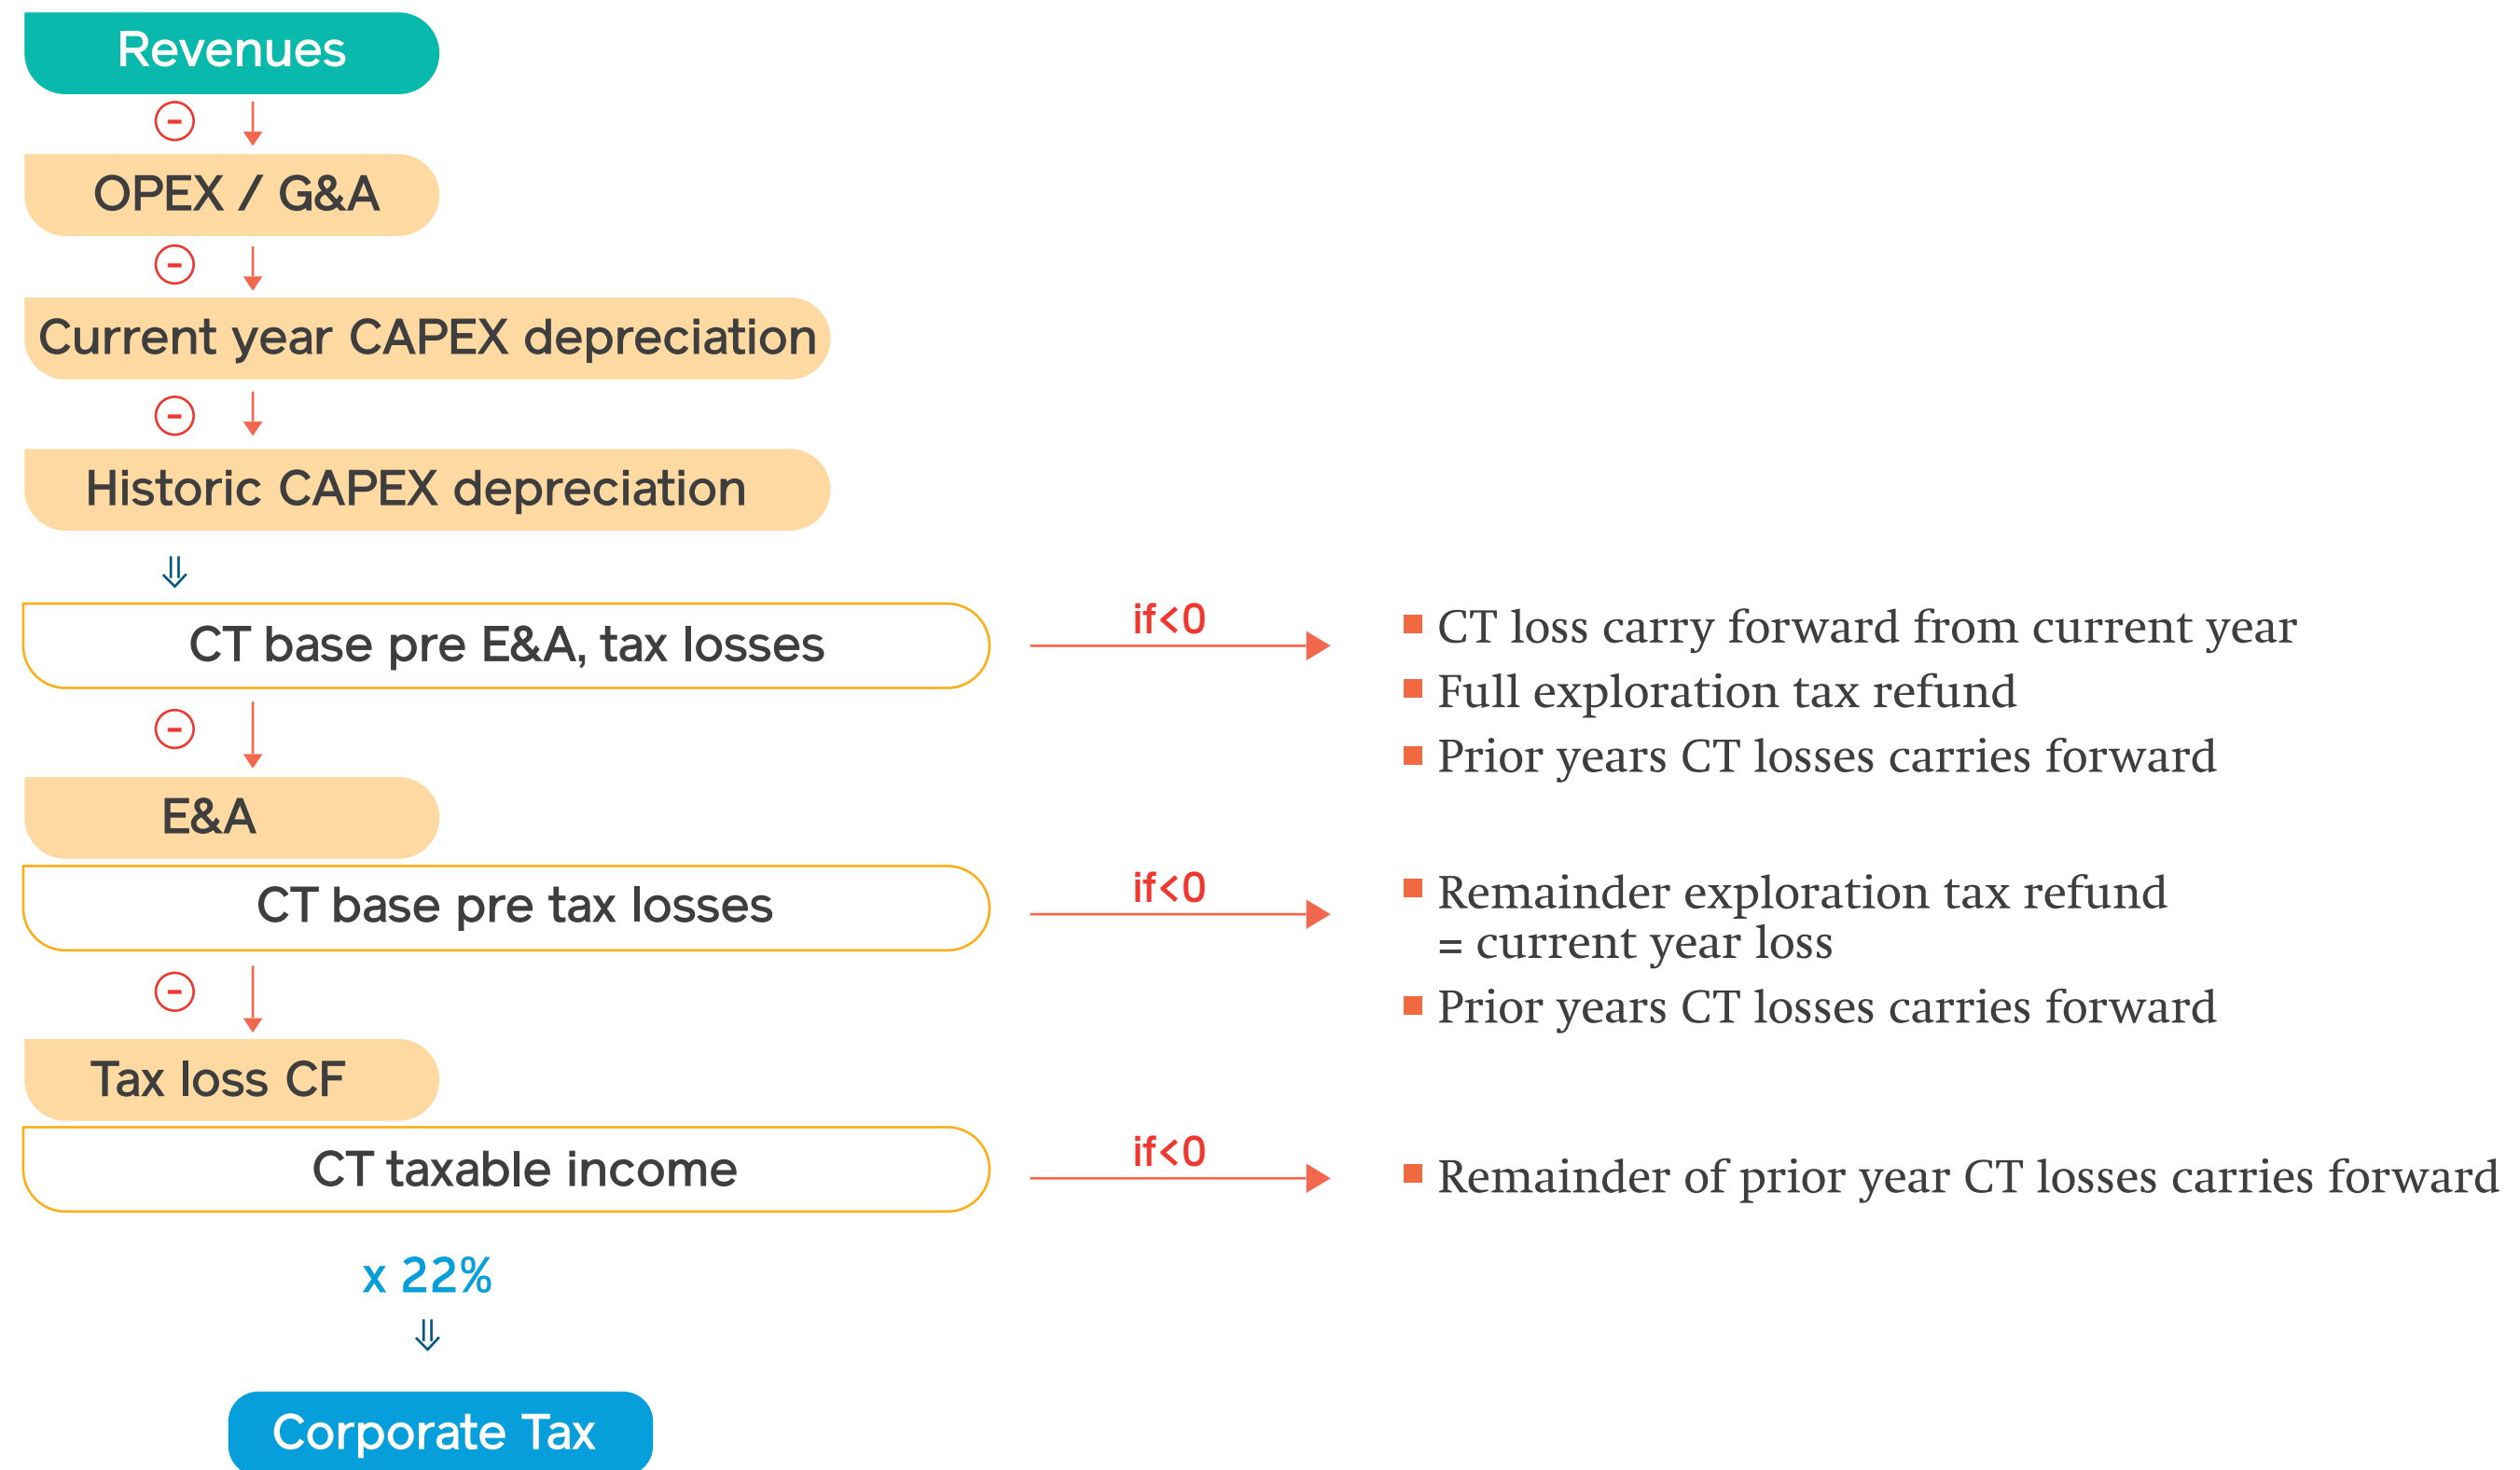 Revenues
-
OPEX / G&A
-
Current year CAPEX depreciation
-
Historic CAPEX depreciation
CT base pre E&A, tax losses
if<0
CT loss carry forward from current year
Full exploration tax refund
Prior years CT losses carries forward
-
E&A
CT base pre tax losses
if<0
Remainder exploration tax refund
= current year loss
Prior years CT losses carries forward
-
Tax loss CF
CT taxable income
if<0
Remainder of prior year CT losses carries forward
x 22%
Corporate Tax